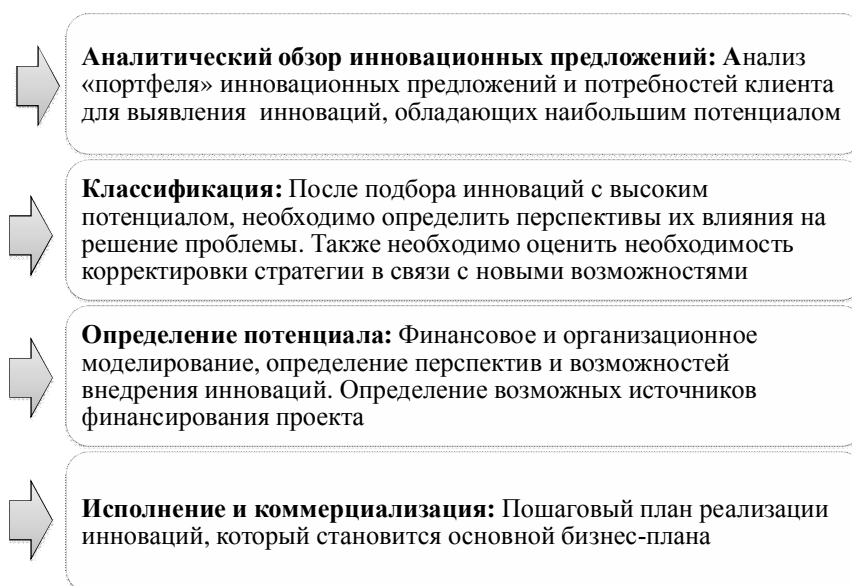 Аналитический обзор инновационных предложений: Анализ
«портфеля» инновационных предложений и потребностей клиента
для выявления инноваций, обладающих наибольшим потенциалом
Классификация: После подбора инноваций с высоким
потенциалом, необходимо определить перспективы их влияния на
решение проблемы. Также необходимо оценить необходимость
корректировки стратегии в связи с новыми возможностями
Определение потенциала: Финансовое и организационное
моделирование, определение перспектив и возможностей
внедрения инноваций. Определение возможных источников
финансирования проекта
Исполнение и коммерциализация: Пошаговый план реализации
инноваций, который становится основной бизнес-плана